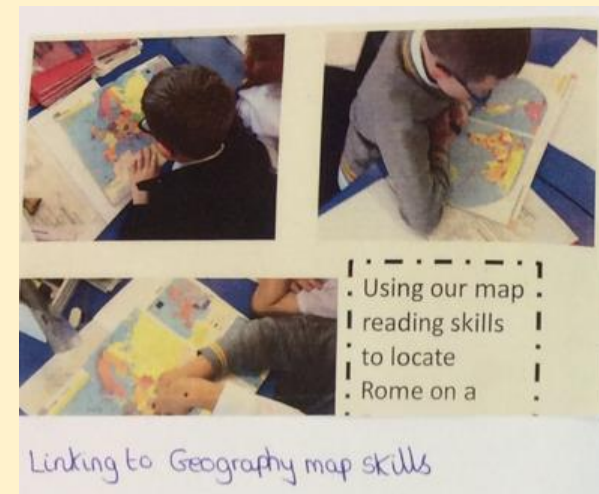 Using our map
reading skills
to locate
Rome on a
Linking to Geography map skills